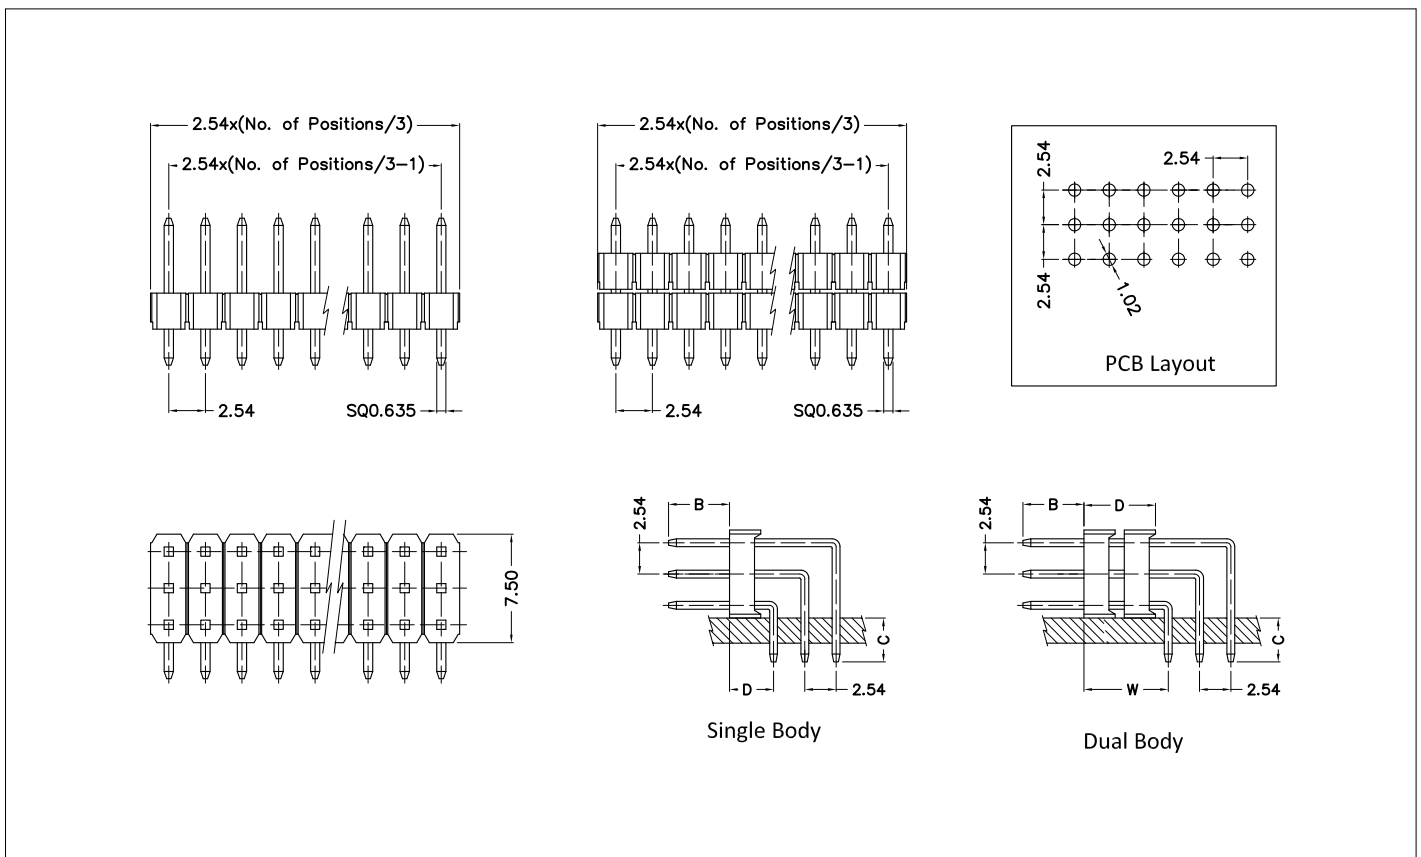 2.54x(No. of Positions/3)
2.54x(No. of Positions/3-1)
2.54
SQ0.635
2.54x(No. of Positions/3)
2.54x(No. of Positions/3-1)
2.54
SQ0.635
2.54
2.54
2.54
1.02
PCB Layout
7.50
2.54
B
C
D
2.54
Single Body
2.54
B
D
C
W
2.54
Dual Body